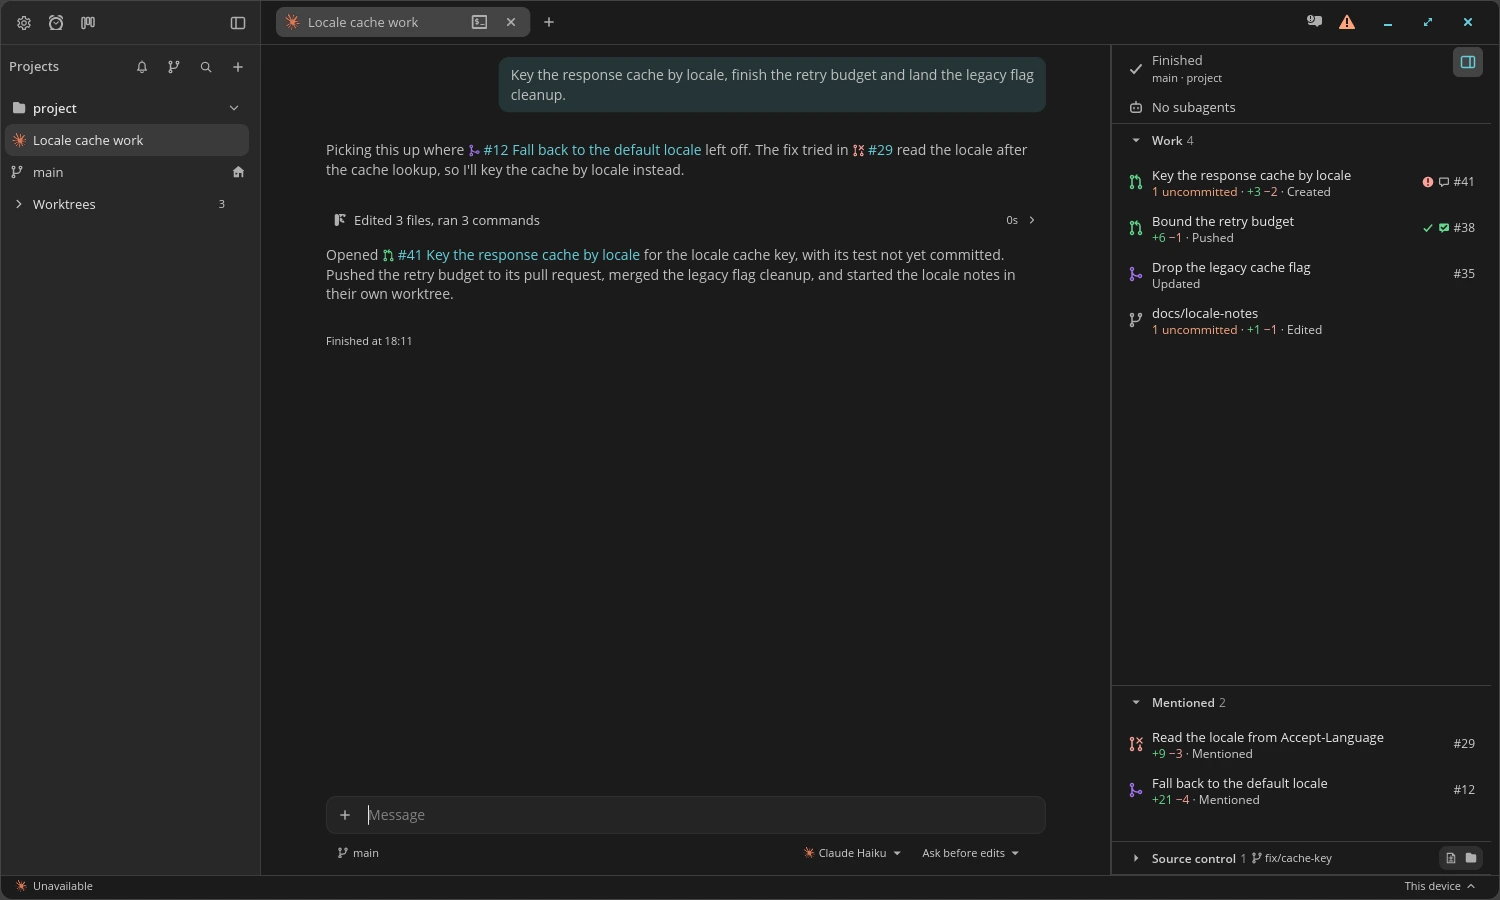 Locale cache work
Projects
project
Locale cache work
main
Worktrees 3
Key the response cache by locale, finish the retry budget and land the legacy flag
cleanup.
Picking this up where #12 Fall back to the default locale left off. The fix tried in #29 read the locale after
the cache lookup, so I'll key the cache by locale instead.
Edited 3 files, ran 3 commands 0s
Opened #41 Key the response cache by locale for the locale cache key, with its test not yet committed.
Pushed the retry budget to its pull request, merged the legacy flag cleanup, and started the locale notes in
their own worktree.
Finished at 18:11
Message
main
Claude Haiku
Ask before edits
Finished
main · project
No subagents
Work 4
Key the response cache by locale
1 uncommitted · +3 −2 · Created
#41
Bound the retry budget
+6 −1 · Pushed
#38
Drop the legacy cache flag
Updated
#35
docs/locale-notes
1 uncommitted · +1 −1 · Edited
Mentioned 2
Read the locale from Accept-Language
+9 −3 · Mentioned
#29
Fall back to the default locale
+21 −4 · Mentioned
#12
Source control 1 fix/cache-key
Unavailable
This device